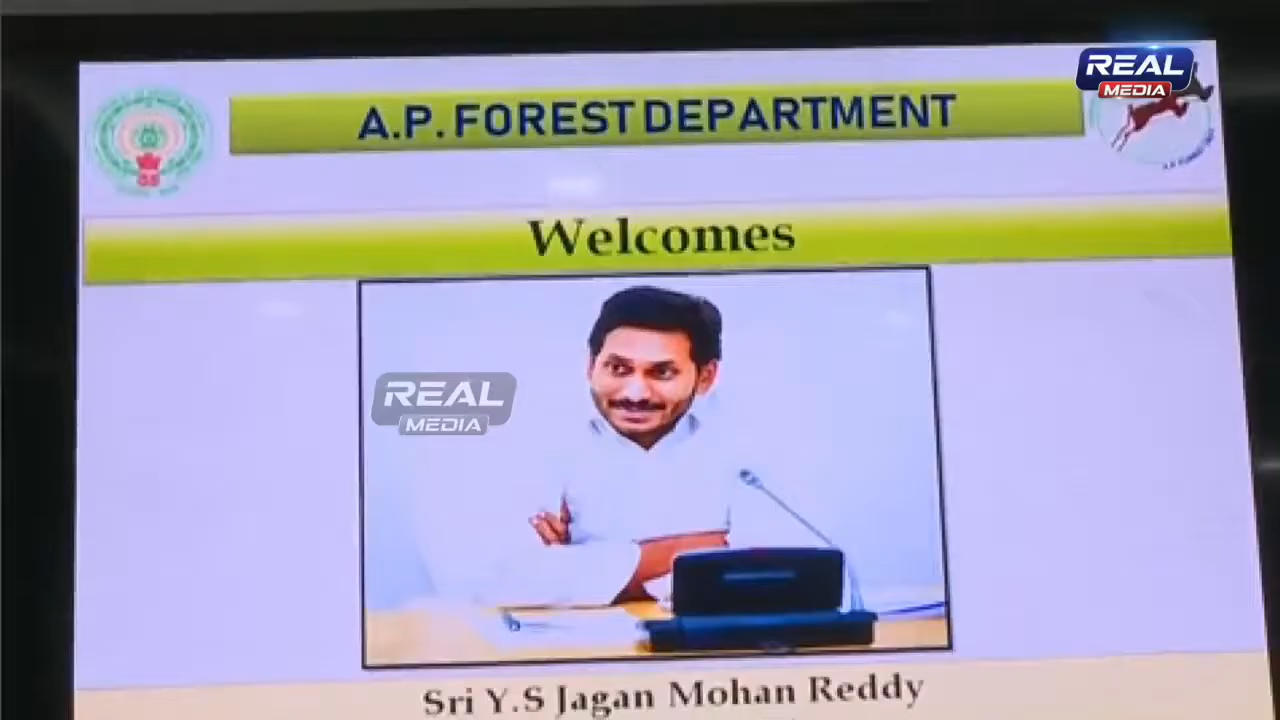 REAL
MEDIA
A.P. FOREST DEPARTMENT
Welcomes
REAL
MEDIA
Sri Y.S Jagan Mohan Reddy